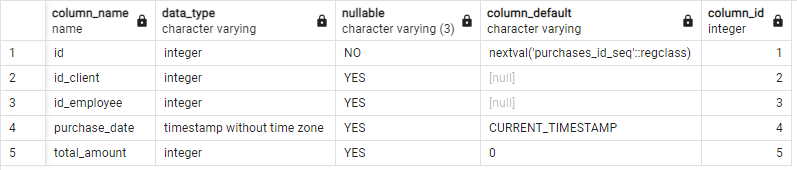 column_name data_type nullable column_default column_id
name character varying character varying (3) character varying integer
1 id integer NO nextval('purchases_id_seq'::regclass) 1
2 id_client integer YES [null] 2
3 id_employee integer YES [null] 3
4 purchase_date timestamp without time zone YES CURRENT_TIMESTAMP 4
5 total_amount integer YES 0 5